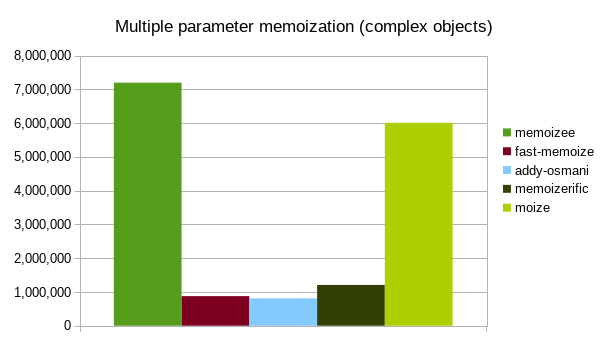 Multiple parameter memoization (complex objects)
8,000,000
7,000,000
6,000,000
5,000,000
4,000,000
3,000,000
2,000,000
1,000,000
0
memoizee
fast-memoize
addy-osmani
memoizerific
moize